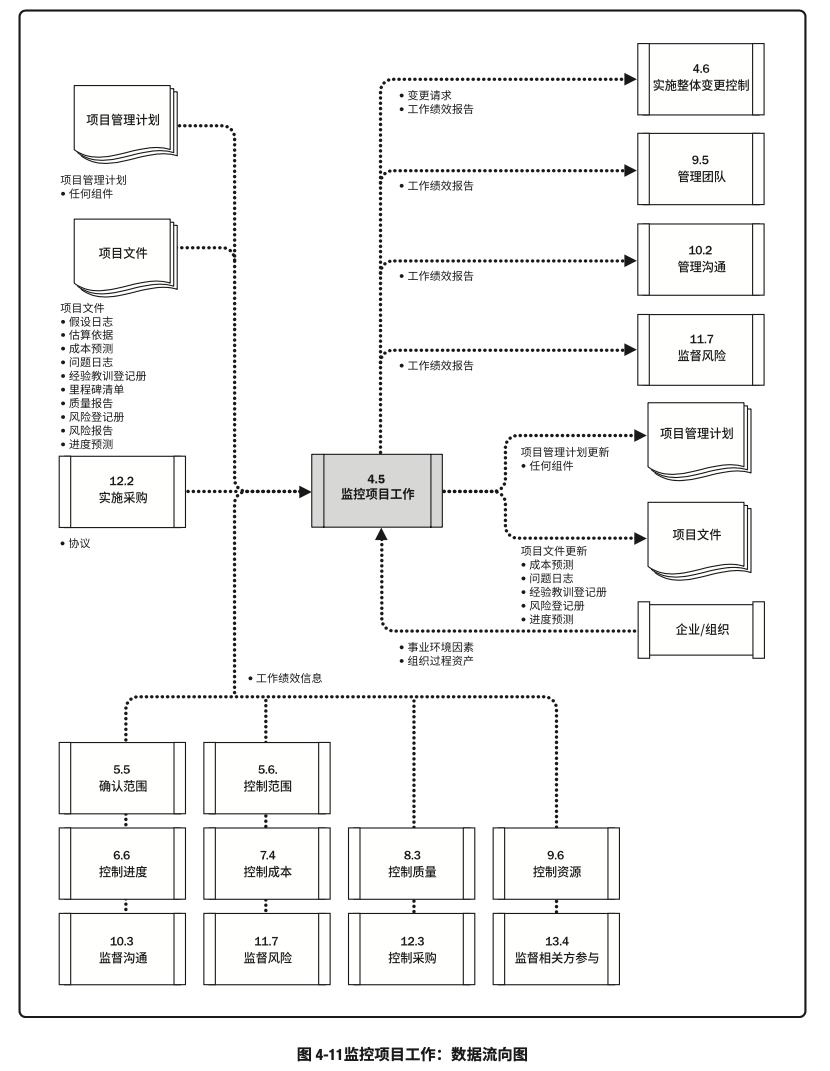 项目管理计划
项目管理计划
• 任何组件
项目文件
项目文件
• 假设日志
• 估算依据
• 成本预测
• 问题日志
• 经验教训登记册
• 里程碑清单
• 质量报告
• 风险登记册
• 风险报告
• 进度预测
12.2
实施采购
• 协议
4.6
实施整体变更控制
• 变更请求
• 工作绩效报告
9.5
管理团队
• 工作绩效报告
10.2
管理沟通
• 工作绩效报告
11.7
监督风险
• 工作绩效报告
4.5
监控项目工作
项目管理计划
项目管理计划更新
• 任何组件
项目文件
项目文件更新
• 成本预测
• 问题日志
• 经验教训登记册
• 风险登记册
• 进度预测
企业/组织
• 事业环境因素
• 组织过程资产
• 工作绩效信息
5.5
确认范围
5.6.
控制范围
6.6
控制进度
7.4
控制成本
8.3
控制质量
9.6
控制资源
10.3
监督沟通
11.7
监督风险
12.3
控制采购
13.4
监督相关方参与
图 4-11监控项目工作：数据流向图